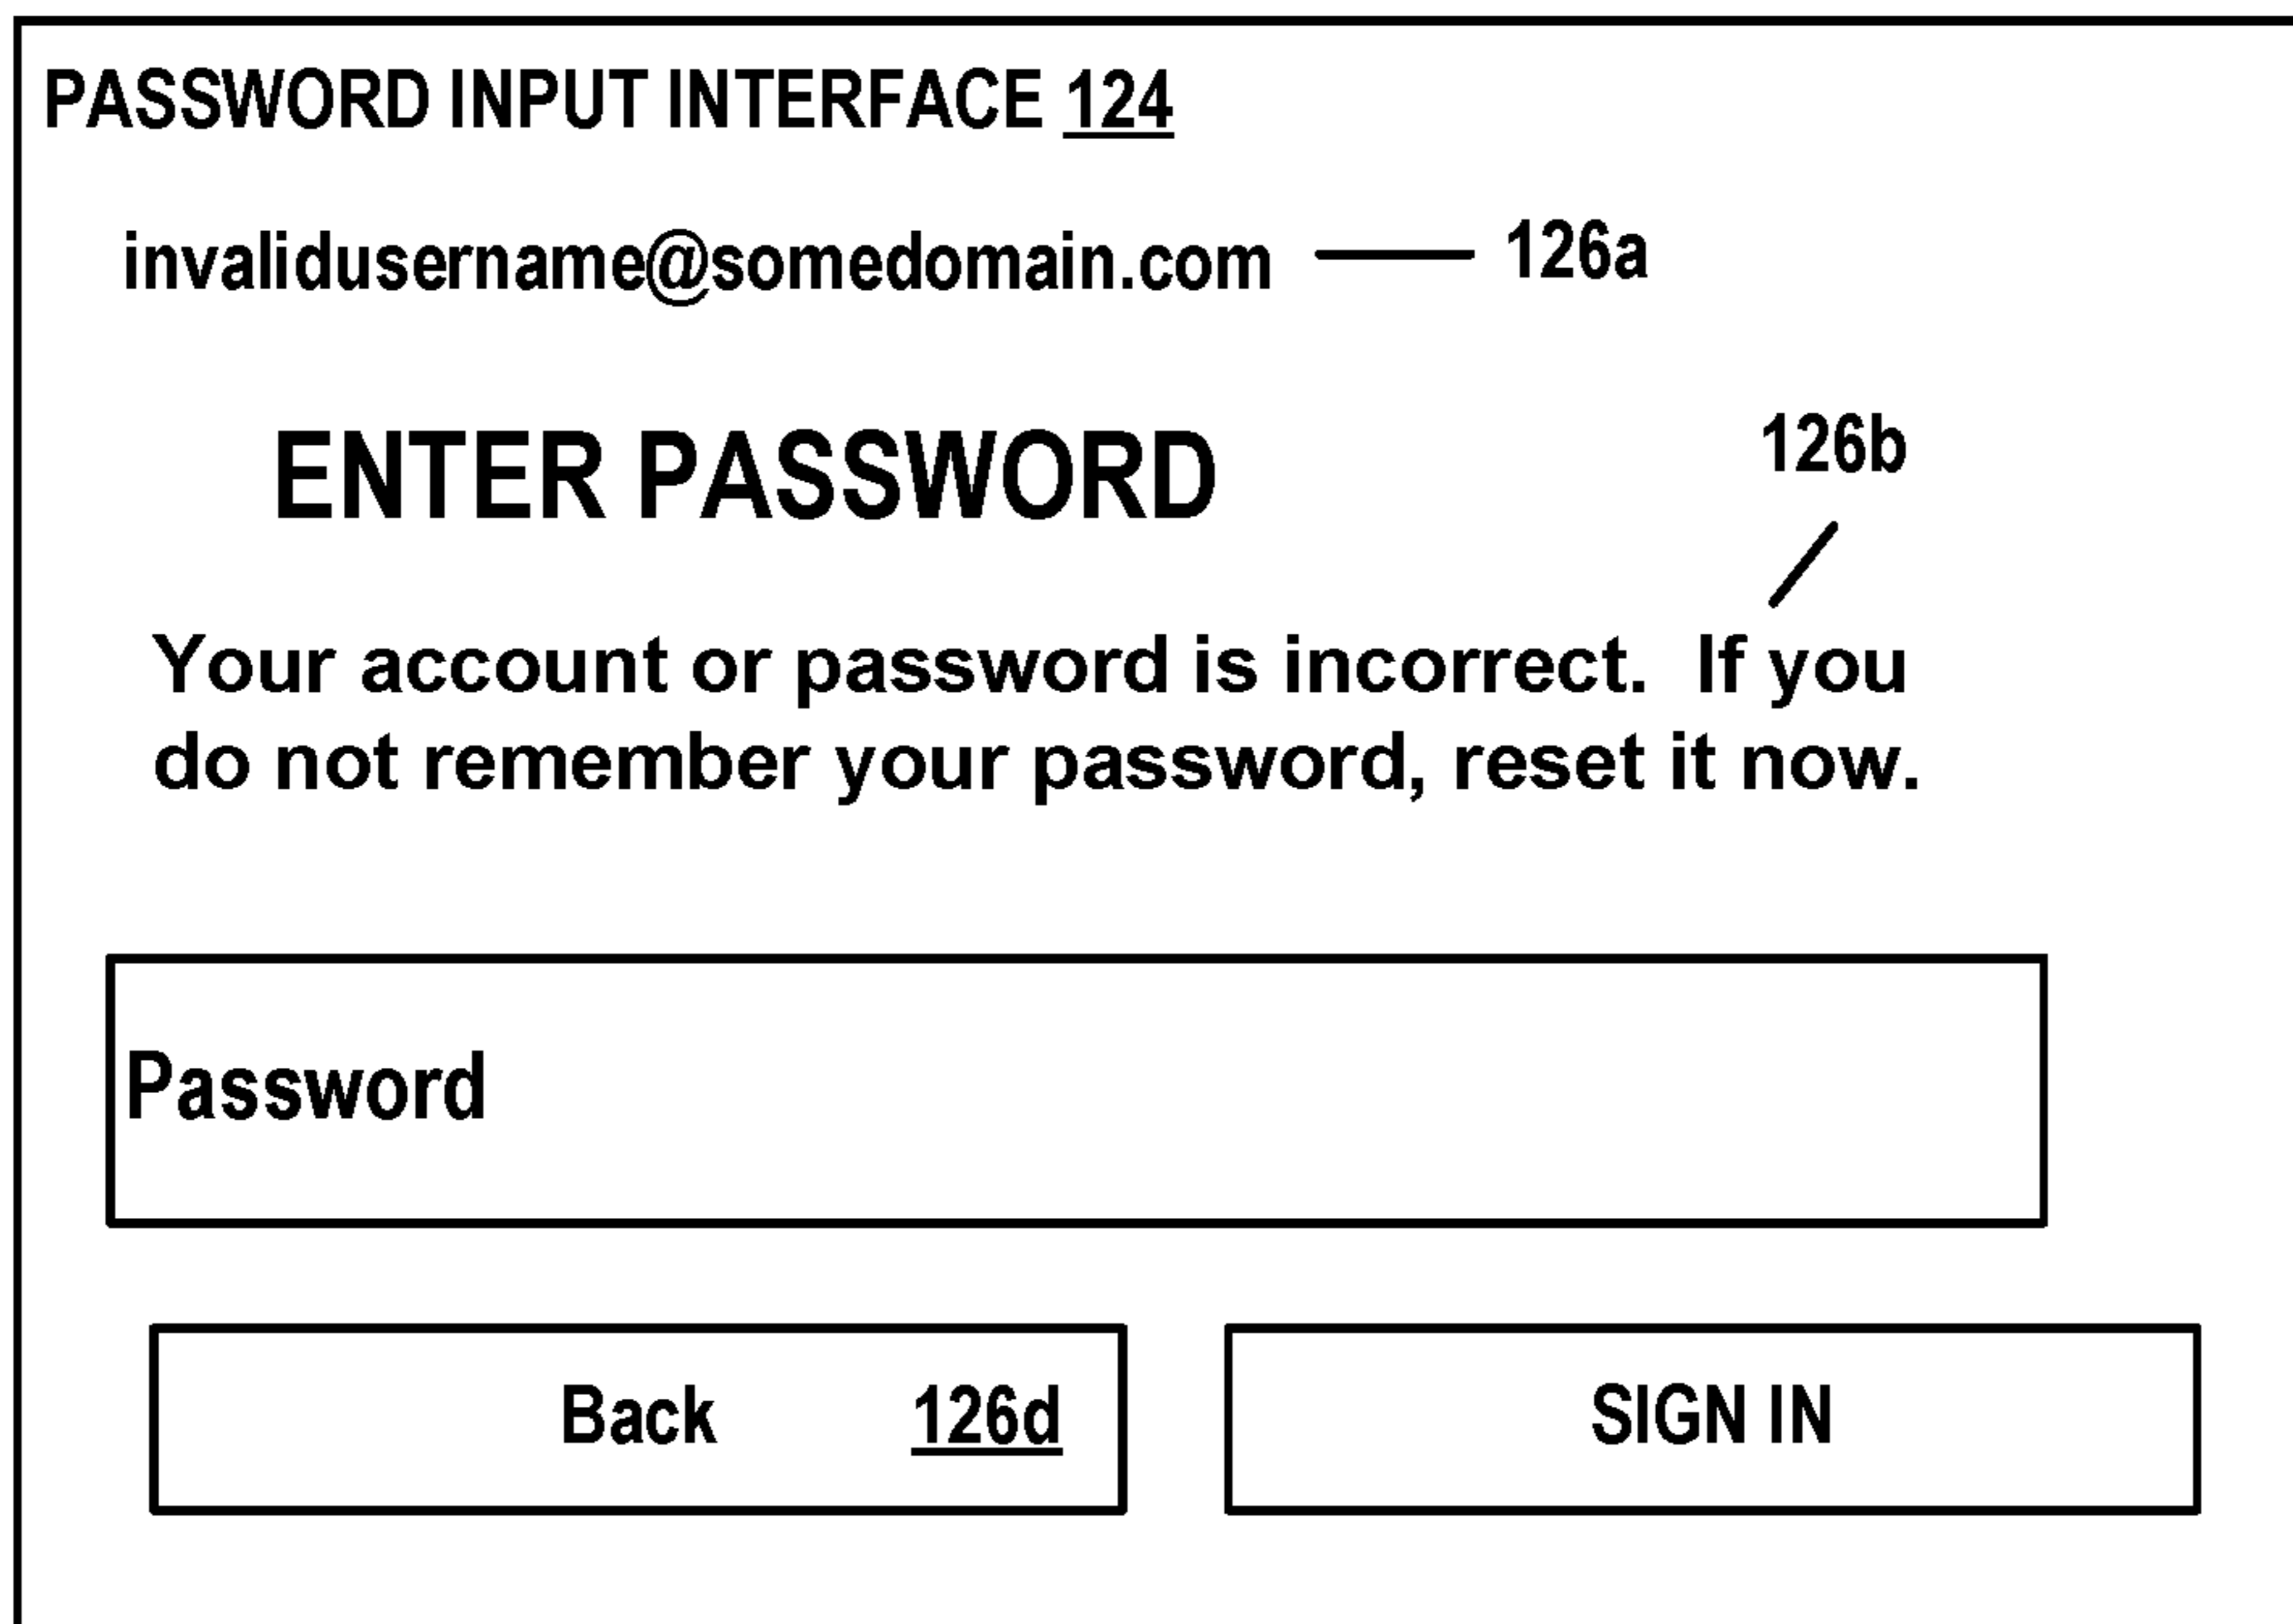 PASSWORD INPUT INTERFACE 124
invalidusername@somedomain.com 126a
ENTER PASSWORD
126b
Your account or password is incorrect. If you
do not remember your password, reset it now.
Password
Back 126d
SIGN IN